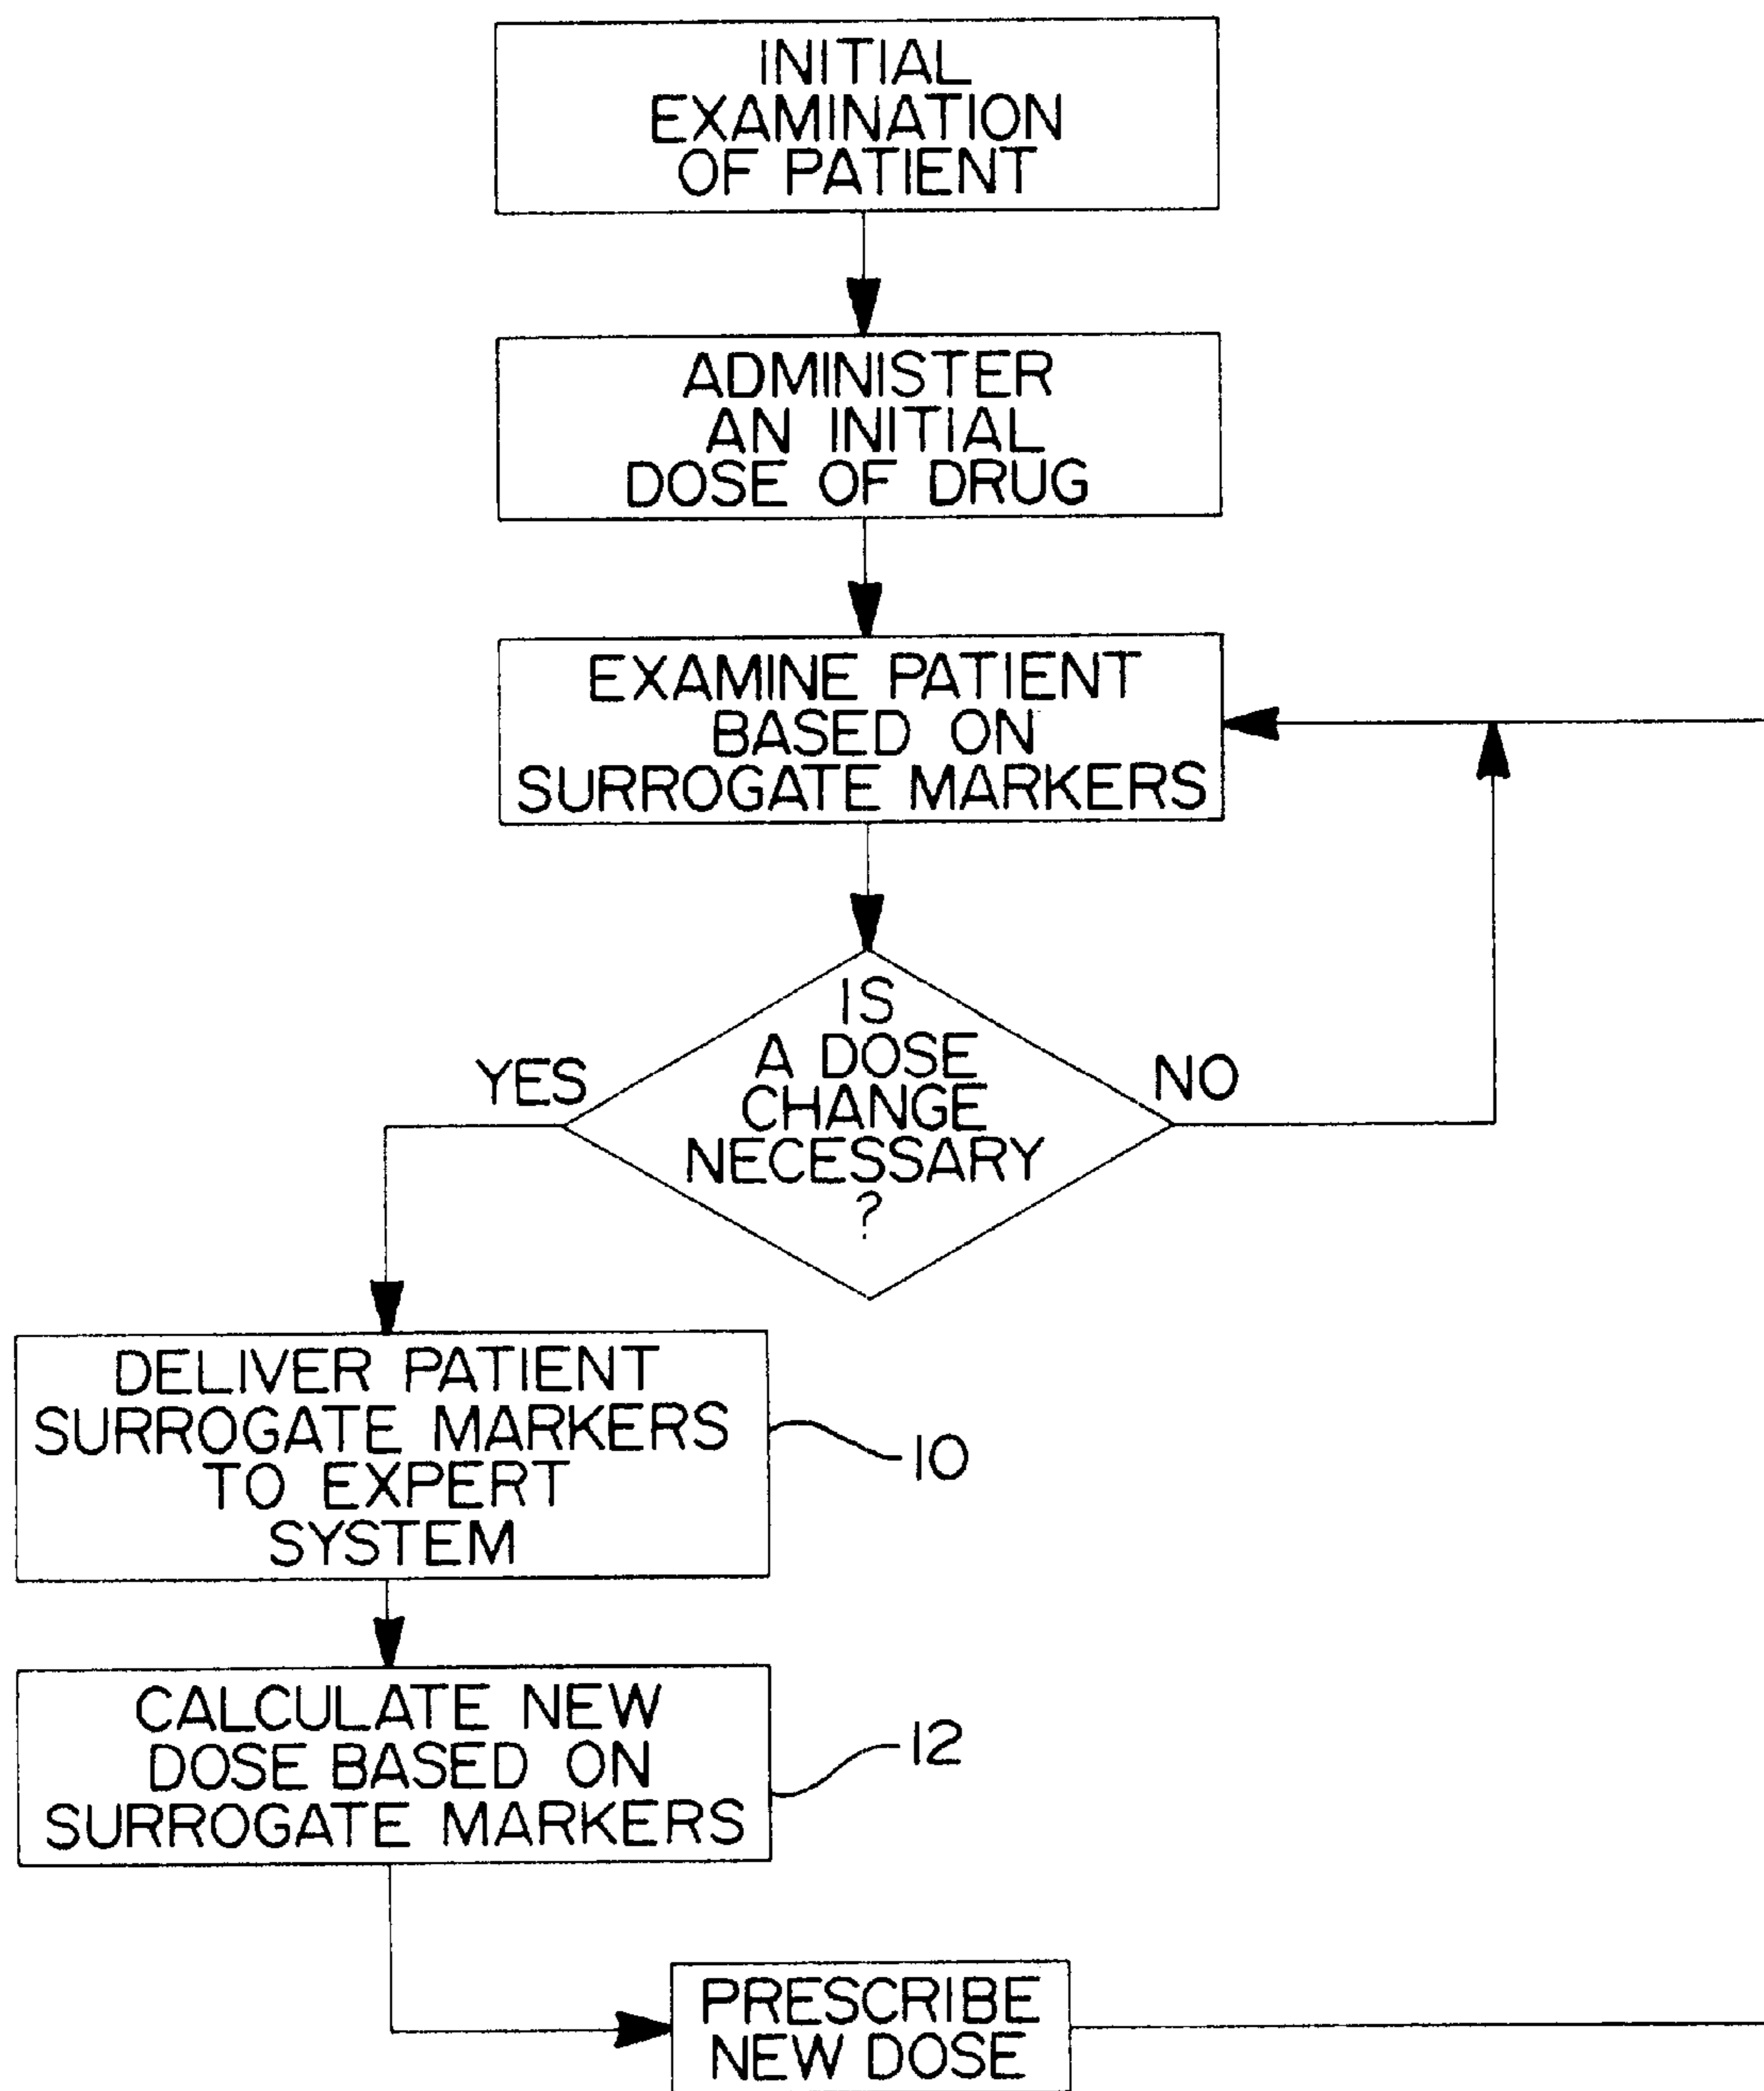 INITIAL
EXAMINATION
OF PATIENT
ADMINISTER
AN INITIAL
DOSE OF DRUG
EXAMINE PATIENT
BASED ON
SURROGATE MARKERS
IS
A DOSE
CHANGE
NECESSARY
?
YES
NO
DELIVER PATIENT
SURROGATE MARKERS
TO EXPERT
SYSTEM
10
CALCULATE NEW
DOSE BASED ON
SURROGATE MARKERS
12
PRESCRIBE
NEW DOSE